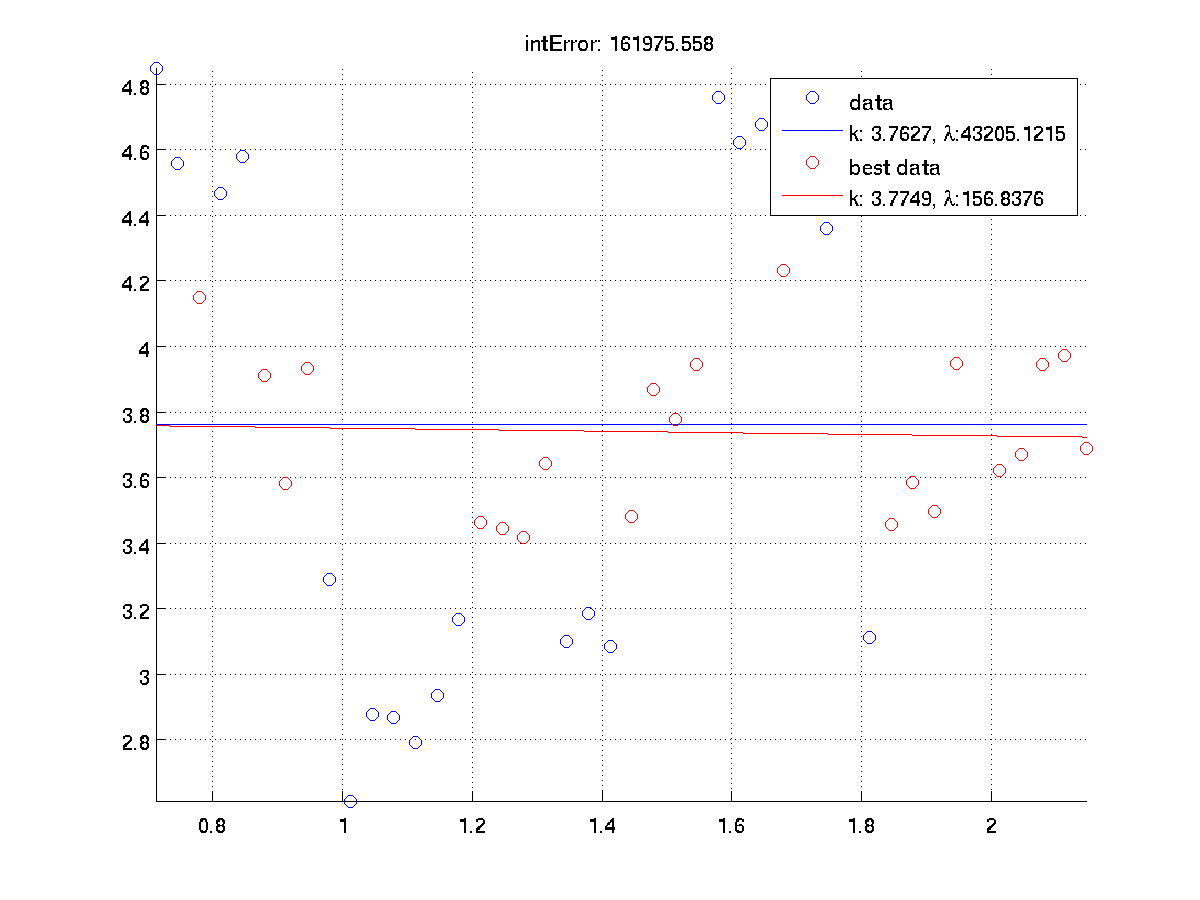 intError: 161975.558
data
k: 3.7627, λ:43205.1215
best data
k: 3.7749, λ:156.8376
4.8
4.6
4.4
4.2
4
3.8
3.6
3.4
3.2
3
2.8
0.8 1 1.2 1.4 1.6 1.8 2